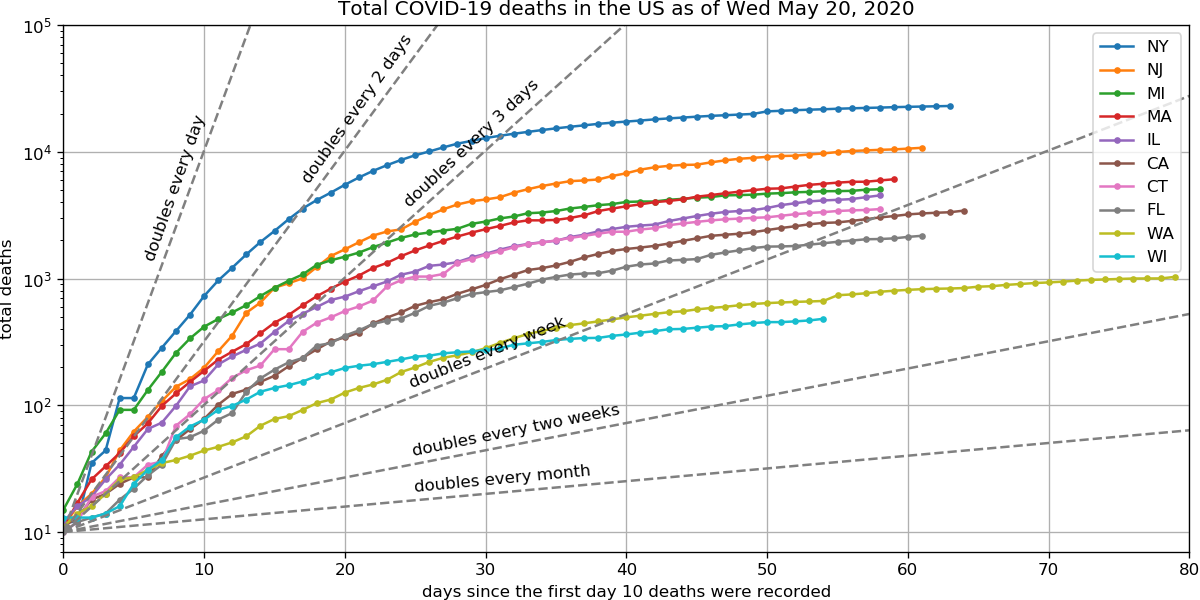 Total COVID-19 deaths in the US as of Wed May 20, 2020
10^5
10^4
10^3
10^2
10^1
total deaths
doubles every day
doubles every 2 days
doubles every 3 days
doubles every week
doubles every two weeks
doubles every month
NY
NJ
MI
MA
IL
CA
CT
FL
WA
WI
0 10 20 30 40 50 60 70 80
days since the first day 10 deaths were recorded